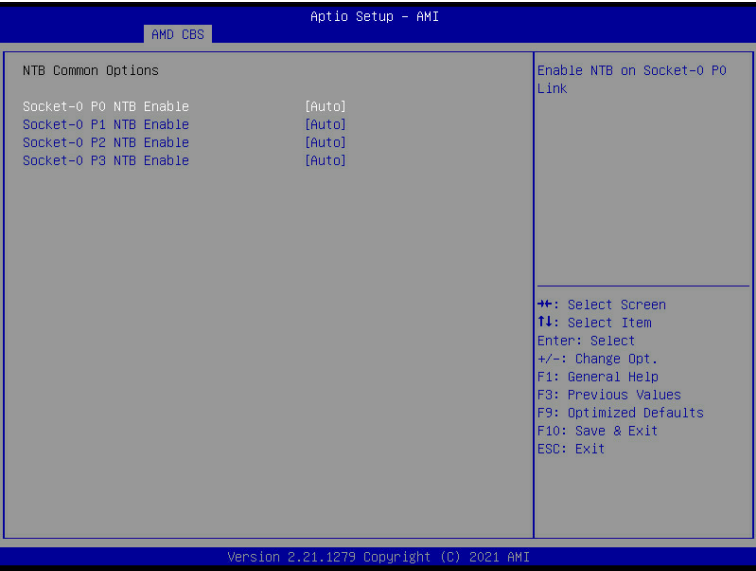 Aptio Setup – AMI
AMD CBS
NTB Common Options
Socket-0 P0 NTB Enable [Auto]
Socket-0 P1 NTB Enable [Auto]
Socket-0 P2 NTB Enable [Auto]
Socket-0 P3 NTB Enable [Auto]
Enable NTB on Socket-0 P0
Link
→←: Select Screen
↑↓: Select Item
Enter: Select
+/-: Change Opt.
F1: General Help
F3: Previous Values
F9: Optimized Defaults
F10: Save & Exit
ESC: Exit
Version 2.21.1279 Copyright (C) 2021 AMI